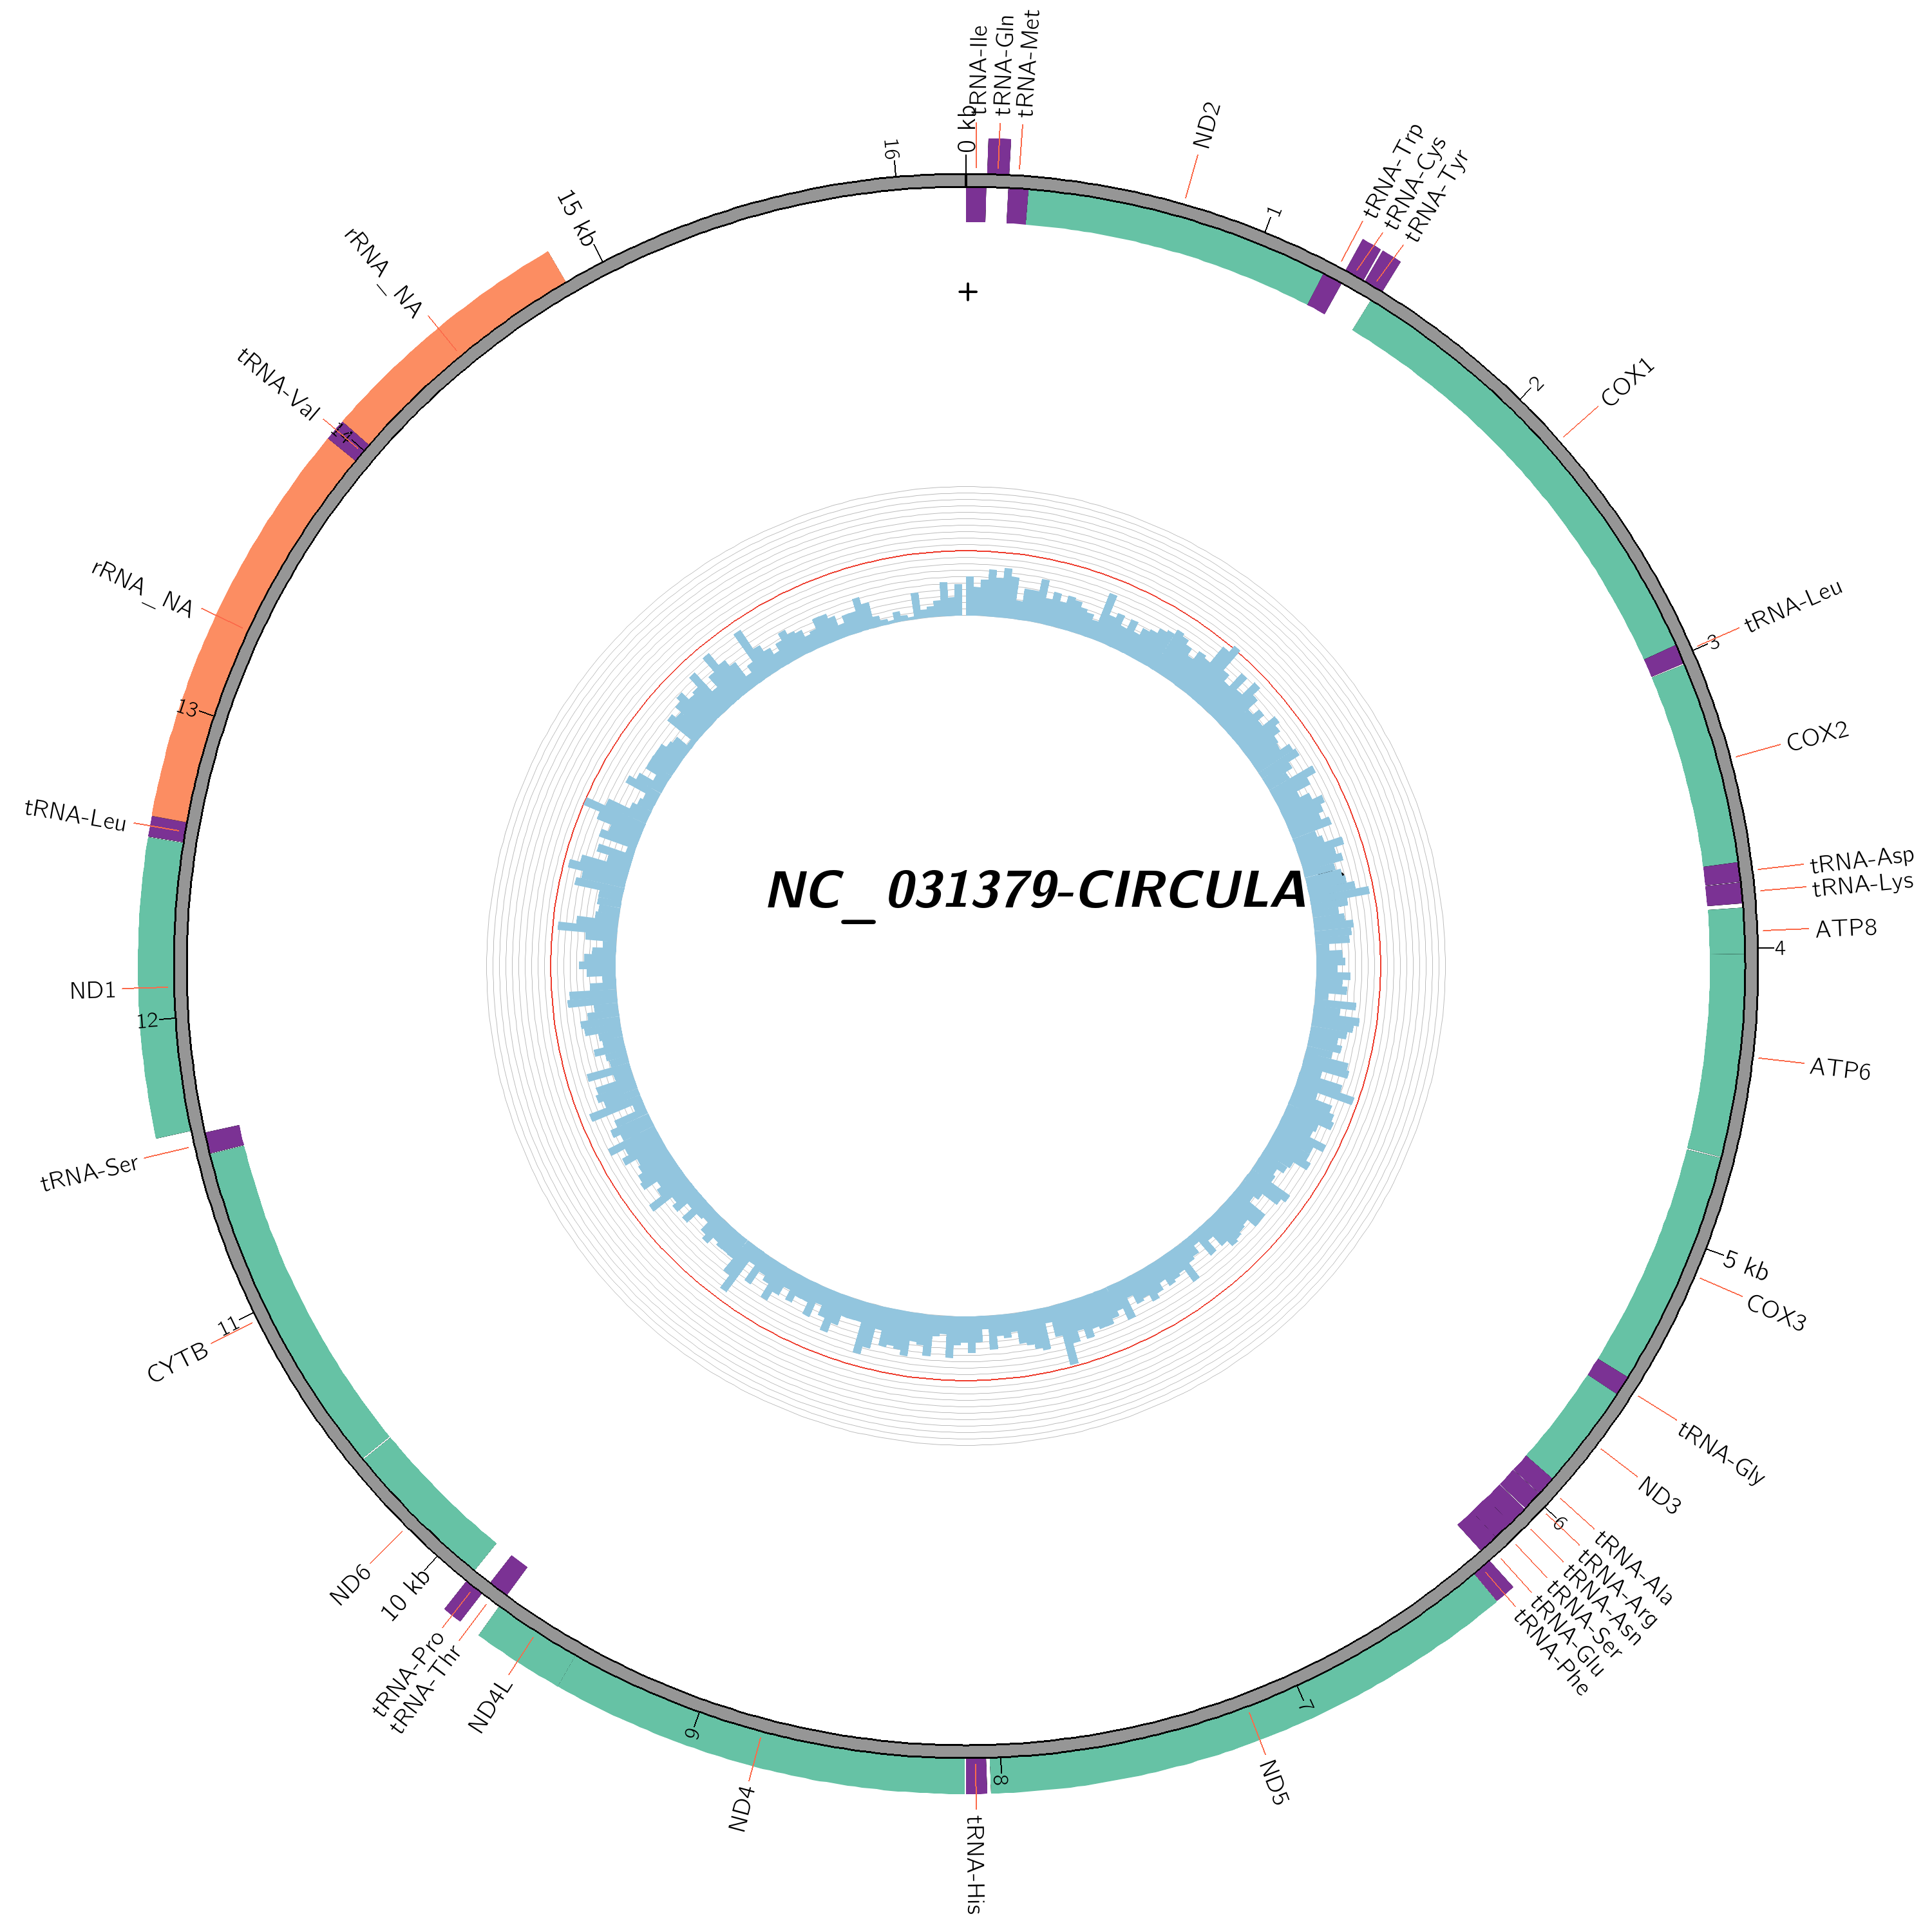 0 kb
tRNA-Ile
tRNA-Gln
tRNA-Met
ND2
1
tRNA-Trp
tRNA-Cys
tRNA-Tyr
2
COX1
tRNA-Leu
3
COX2
tRNA-Asp
tRNA-Lys
ATP8
4
ATP6
5 kb
COX3
tRNA-Gly
ND3
6
tRNA-Ala
tRNA-Arg
tRNA-Asn
tRNA-Ser
tRNA-Glu
tRNA-Phe
7
ND5
8
tRNA-His
ND4
9
ND4L
tRNA-Thr
tRNA-Pro
10 kb
ND6
11
CYTB
tRNA-Ser
12
ND1
tRNA-Leu
13
rRNA_NA
14
tRNA-Val
rRNA_NA
15 kb
16
+
NC_031379-CIRCULA